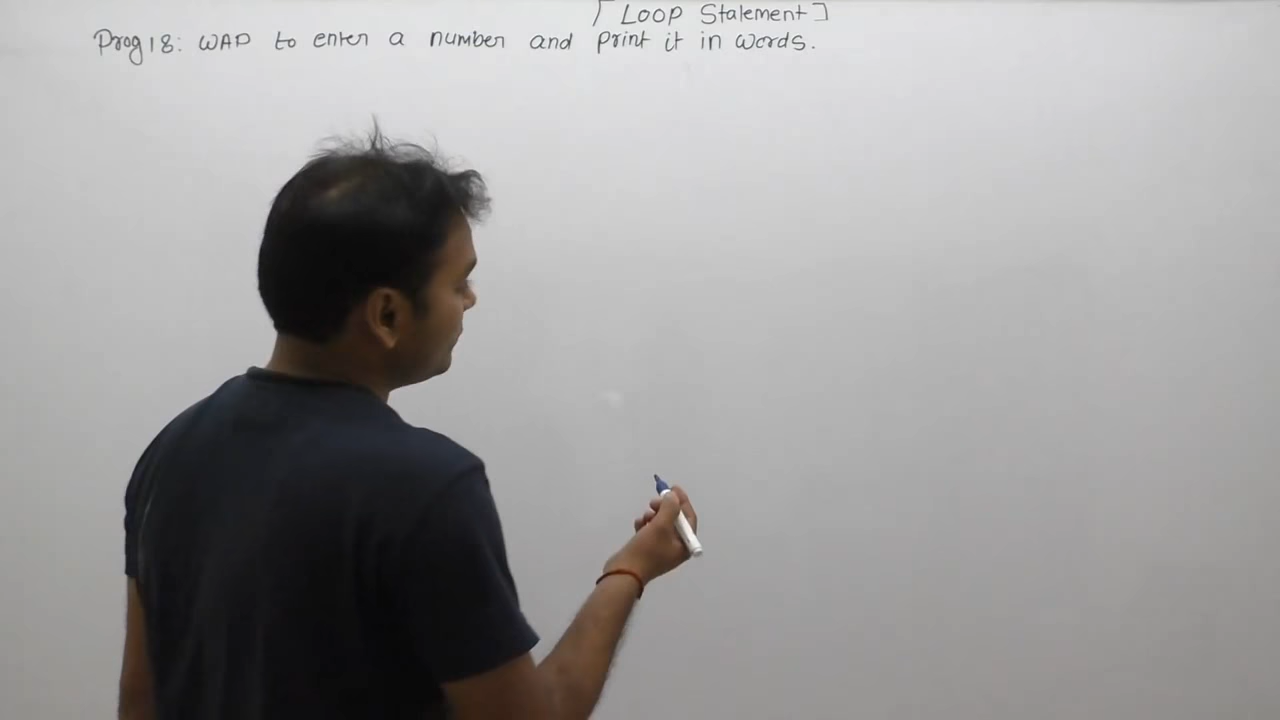 [LOOP Statement]
Prog 18: WAP to enter a number and print it in words.